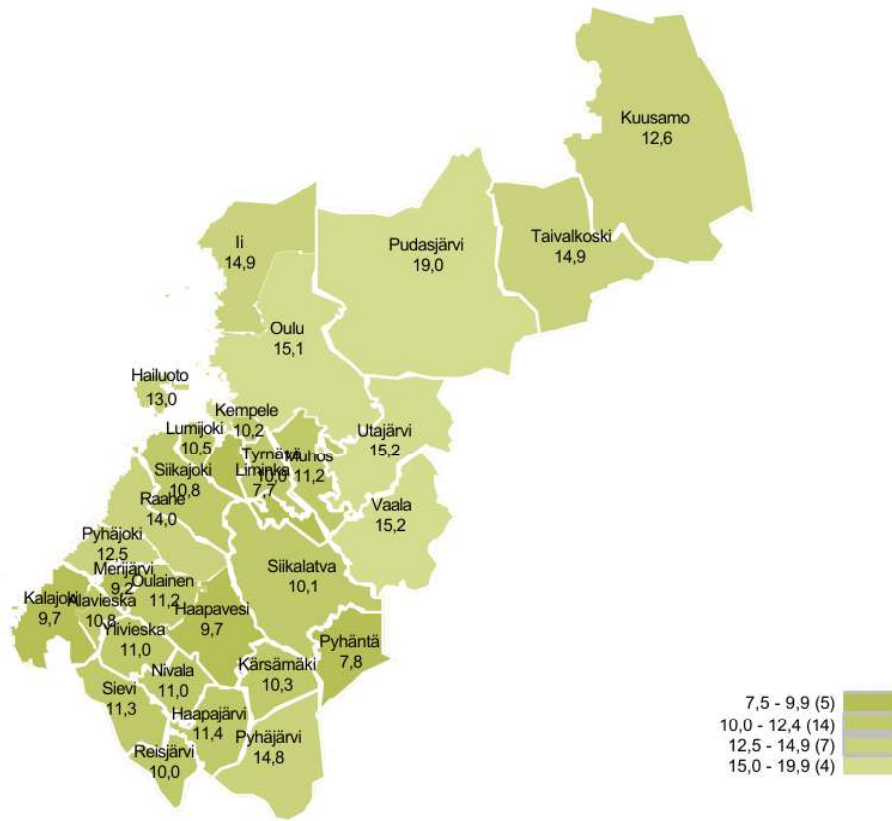 Kuusamo
12,6
Taivalkoski
14,9
Pudasjärvi
19,0
Ii
14,9
Oulu
15,1
Hailuoto
13,0
Kempele
10,2
Lumijoki
10,5
Tyrnävä
10,0
Muhos
11,2
Liminka
7,7
Utajärvi
15,2
Siikajoki
10,8
Raahe
14,0
Vaala
15,2
Pyhäjoki
12,5
Merijärvi
9,2
Oulainen
11,2
Siikalatva
10,1
Kalajoki
9,7
Alavieska
10,8
Haapavesi
9,7
Ylivieska
11,0
Pyhäntä
7,8
Nivala
11,0
Kärsämäki
10,3
Sievi
11,3
Haapajärvi
11,4
Pyhäjärvi
14,8
Reisjärvi
10,0
7,5 - 9,9 (5)
10,0 - 12,4 (14)
12,5 - 14,9 (7)
15,0 - 19,9 (4)